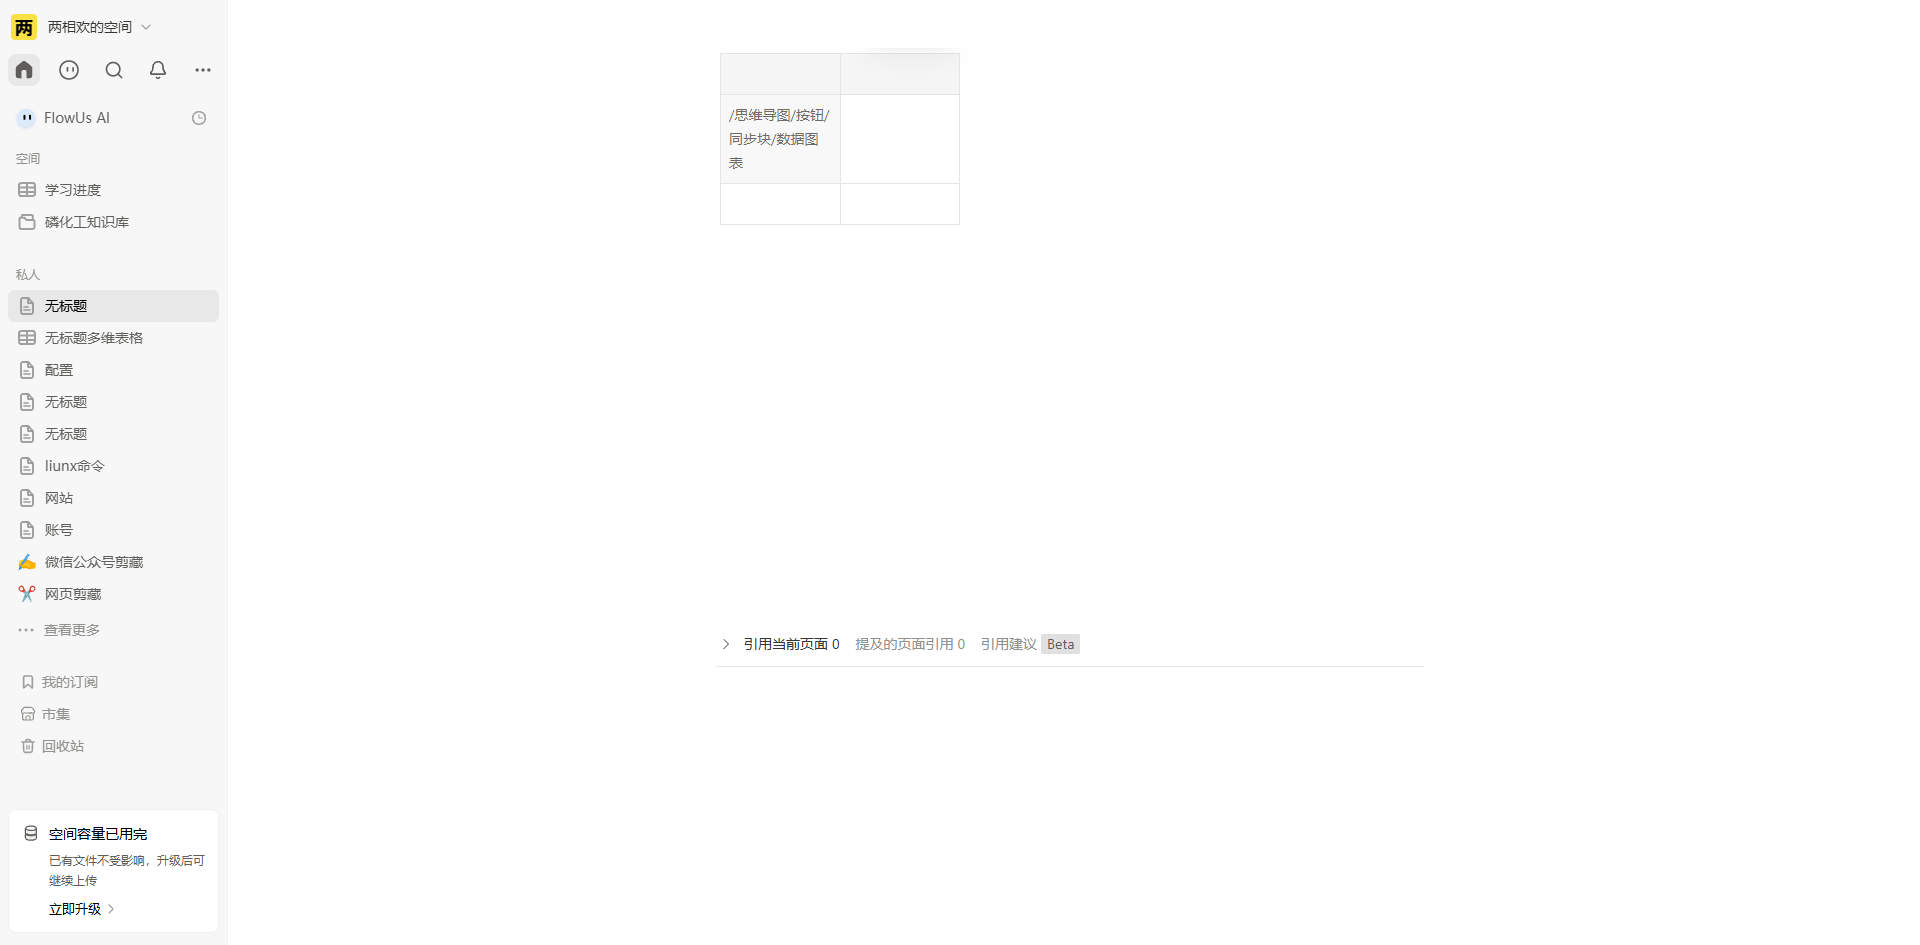 两 两相欢的空间
FlowUs AI
空间
学习进度
磷化工知识库
私人
无标题
无标题多维表格
配置
无标题
无标题
liunx命令
网站
账号
微信公众号剪藏
网页剪藏
查看更多
我的订阅
市集
回收站
空间容量已用完
已有文件不受影响，升级后可
继续上传
立即升级
/思维导图/按钮/
同步块/数据图
表
引用当前页面 0 提及的页面引用 0 引用建议 Beta